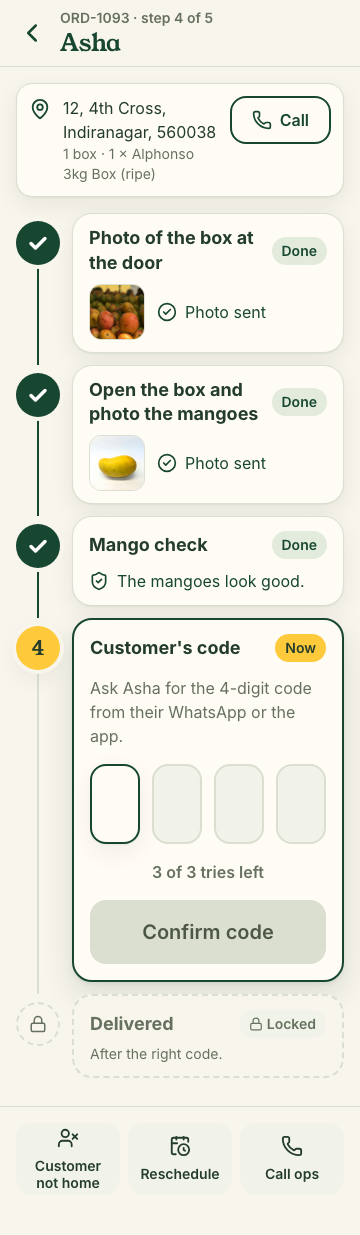 ORD-1093 · step 4 of 5
Asha
12, 4th Cross,
Indiranagar, 560038
1 box · 1 × Alphonso
3kg Box (ripe)
Call
Photo of the box at
the door
Done
Photo sent
Open the box and
photo the mangoes
Done
Photo sent
Mango check
Done
The mangoes look good.
4
Customer's code
Now
Ask Asha for the 4-digit code
from their WhatsApp or the
app.
3 of 3 tries left
Confirm code
Delivered
Locked
After the right code.
Customer
not home
Reschedule
Call ops